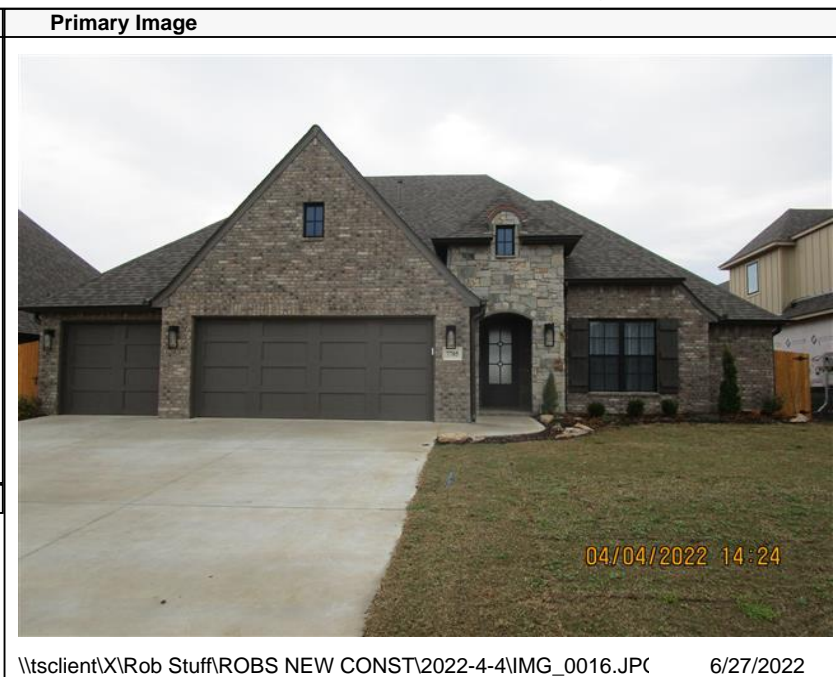 Primary Image
04/04/2022 14:24
\\tsclient\X\Rob Stuff\ROBS NEW CONST\2022-4-4\IMG_0016.JP
6/27/2022